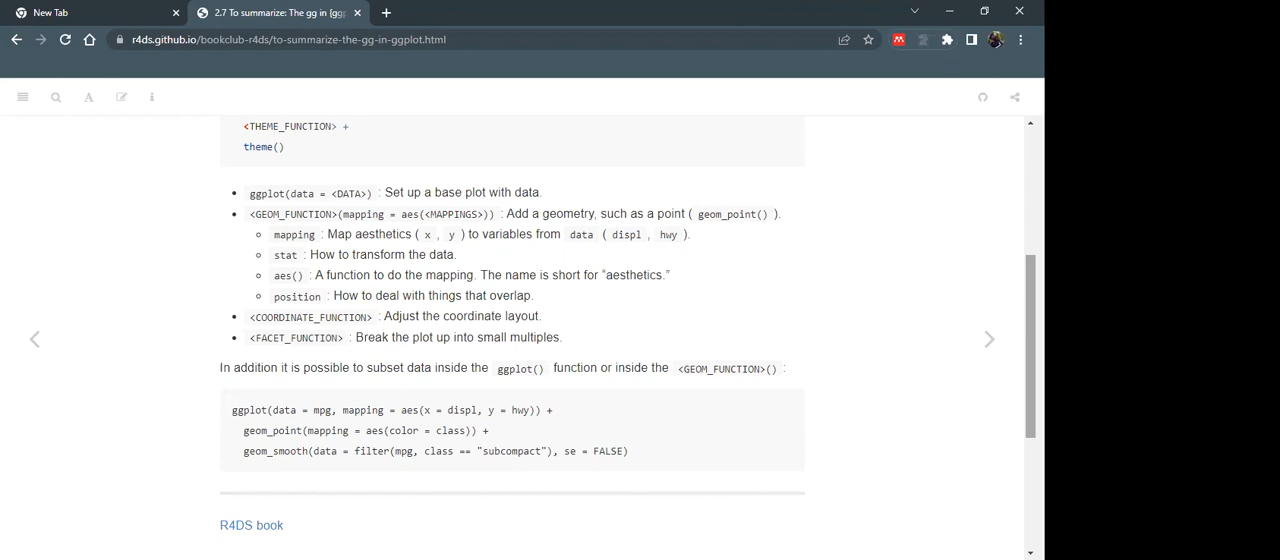 New Tab
2.7 To summarize: The gg in {ggp
r4ds.github.io/bookclub-r4ds/to-summarize-the-gg-in-ggplot.html
<THEME_FUNCTION> +
theme()
ggplot(data = <DATA>) : Set up a base plot with data.
<GEOM_FUNCTION>(mapping = aes(<MAPPINGS>)) : Add a geometry, such as a point ( geom_point() ).
mapping : Map aesthetics ( x , y ) to variables from data ( displ , hwy ).
stat : How to transform the data.
aes() : A function to do the mapping. The name is short for “aesthetics.”
position : How to deal with things that overlap.
<COORDINATE_FUNCTION> : Adjust the coordinate layout.
<FACET_FUNCTION> : Break the plot up into small multiples.
In addition it is possible to subset data inside the ggplot() function or inside the <GEOM_FUNCTION>() :
ggplot(data = mpg, mapping = aes(x = displ, y = hwy)) +
geom_point(mapping = aes(color = class)) +
geom_smooth(data = filter(mpg, class == "subcompact"), se = FALSE)
R4DS book